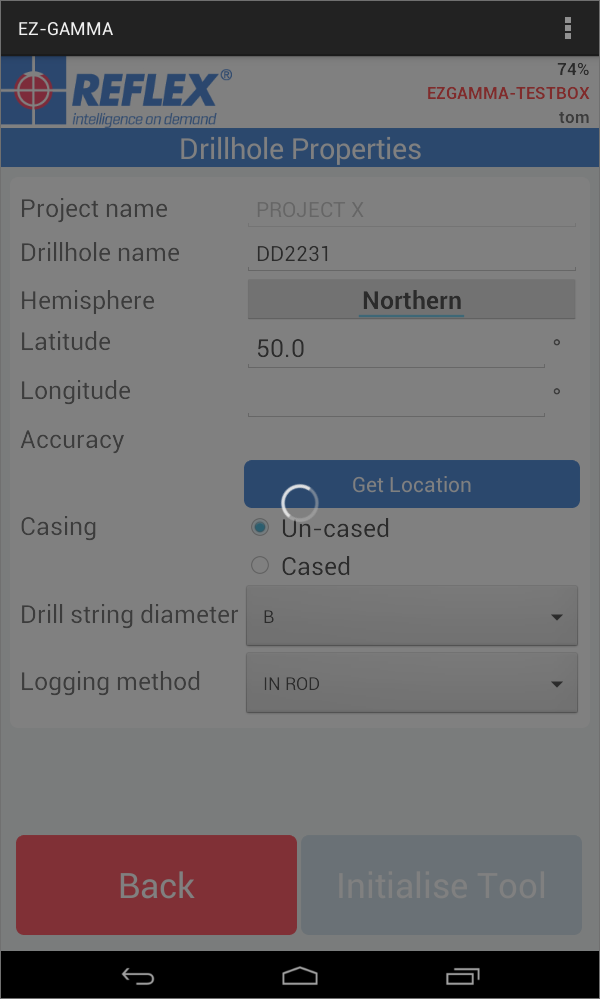 EZ-GAMMA
REFLEX®
intelligence on demand
74%
EZGAMMA-TESTBOX
tom
Drillhole Properties
Project name PROJECT X
Drillhole name DD2231
Hemisphere Northern
Latitude 50.0 °
Longitude °
Accuracy
Get Location
Casing Un-cased
Cased
Drill string diameter B
Logging method IN ROD
Back Initialise Tool